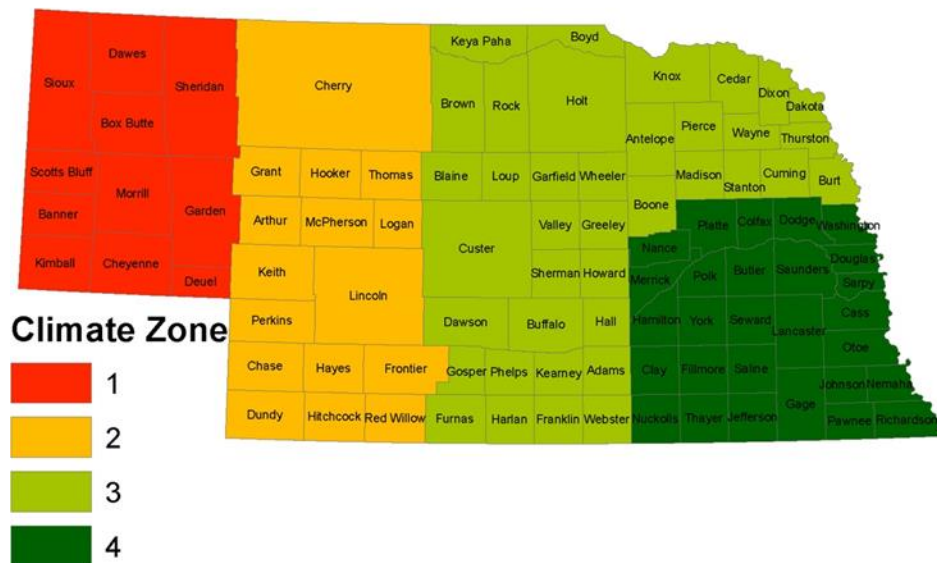 Keya Paha
Boyd
Dawes
Sioux
Sheridan
Cherry
Knox
Cedar
Dixon
Dakota
Brown
Rock
Holt
Box Butte
Antelope
Pierce
Wayne
Thurston
Scotts Bluff
Morrill
Grant
Hooker
Thomas
Blaine
Loup
Garfield
Wheeler
Madison
Stanton
Cuming
Burt
Banner
Garden
Arthur
McPherson
Logan
Boone
Custer
Valley
Greeley
Platte
Colfax
Dodge
Washington
Kimball
Cheyenne
Deuel
Keith
Lincoln
Sherman
Howard
Nance
Merrick
Polk
Butler
Saunders
Douglas
Sarpy
Perkins
Dawson
Buffalo
Hall
Hamilton
York
Seward
Lancaster
Cass
Otoe
Chase
Hayes
Frontier
Gosper
Phelps
Kearney
Adams
Clay
Fillmore
Saline
Gage
Johnson
Nemaha
Dundy
Hitchcock
Red Willow
Furnas
Harlan
Franklin
Webster
Nuckolls
Thayer
Jefferson
Pawnee
Richardson
Climate Zone
1
2
3
4